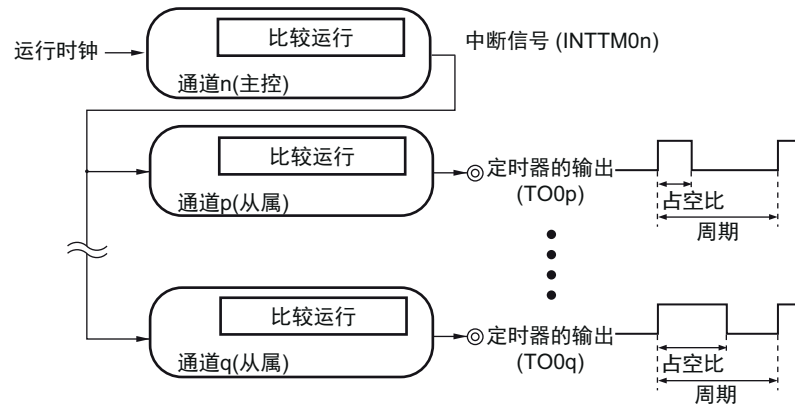 比较运行
中断信号 (INTTM0n)
运行时钟
通道n(主控)
比较运行
定时器的输出
(TO0p)
通道p(从属)
占空比
周期
比较运行
定时器的输出
(TO0q)
通道q(从属)
占空比
周期